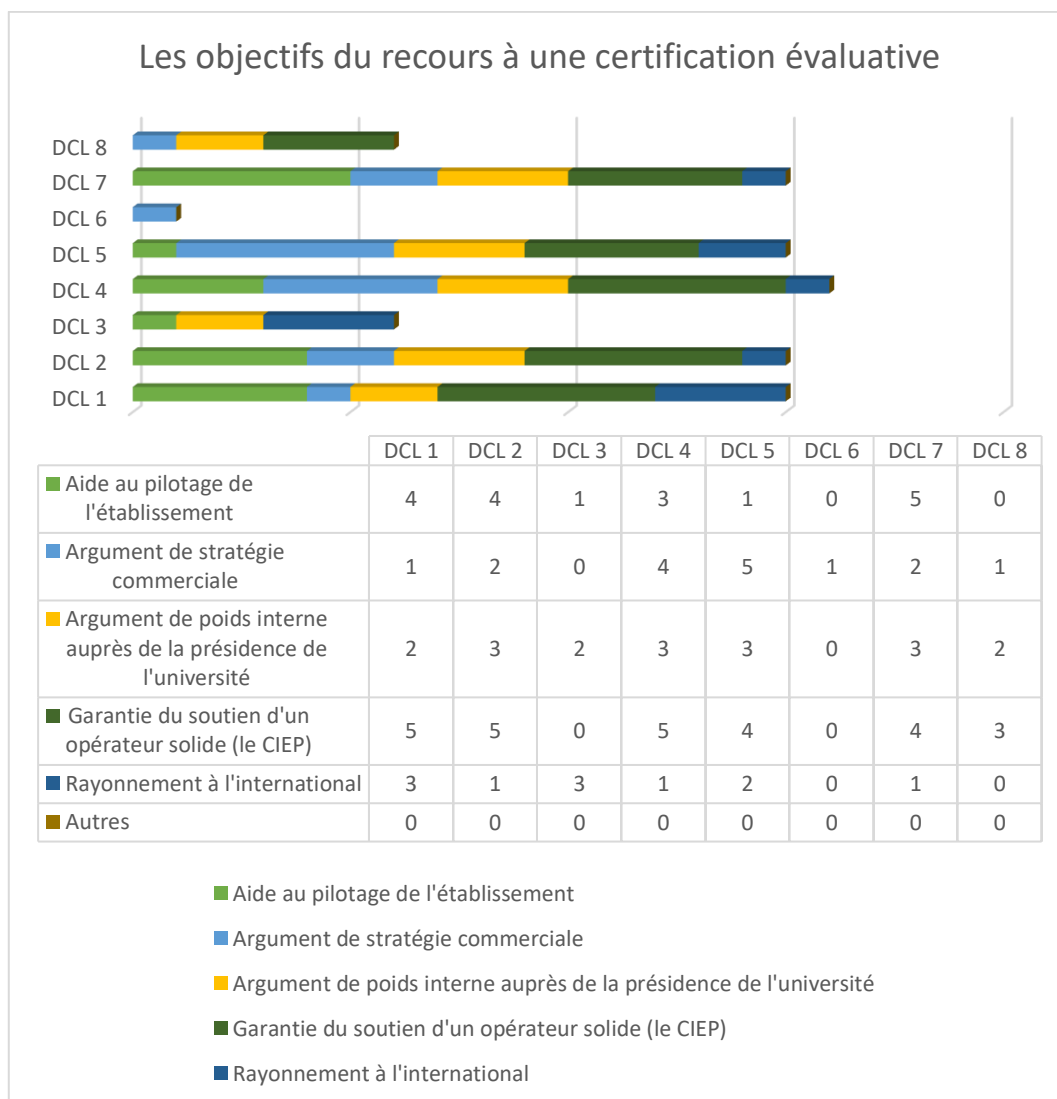 Les objectifs du recours à une certification évaluative
DCL 8
DCL 7
DCL 6
DCL 5
DCL 4
DCL 3
DCL 2
DCL 1
DCL 1 DCL 2 DCL 3 DCL 4 DCL 5 DCL 6 DCL 7 DCL 8
Aide au pilotage de
l'établissement
4 4 1 3 1 0 5 0
Argument de stratégie
commerciale
1 2 0 4 5 1 2 1
Argument de poids interne
auprès de la présidence de
l'université
2 3 2 3 3 0 3 2
Garantie du soutien d'un
opérateur solide (le CIEP)
5 5 0 5 4 0 4 3
Rayonnement à l'international 3 1 3 1 2 0 1 0
Autres 0 0 0 0 0 0 0 0
Aide au pilotage de l'établissement
Argument de stratégie commerciale
Argument de poids interne auprès de la présidence de l'université
Garantie du soutien d'un opérateur solide (le CIEP)
Rayonnement à l'international